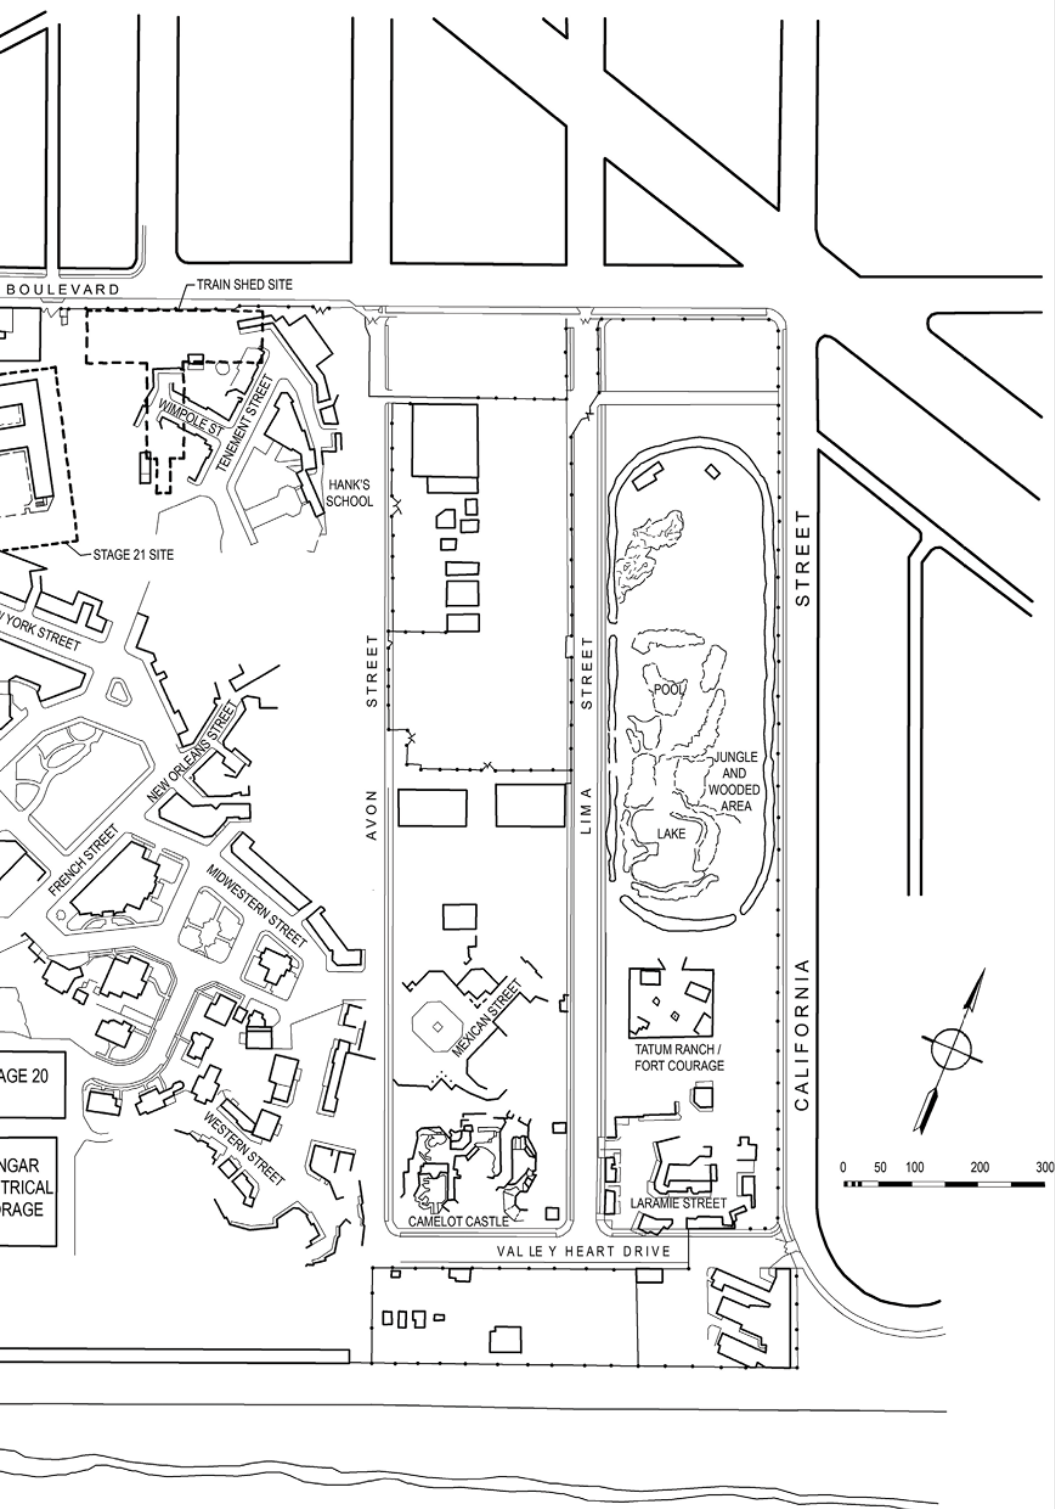 BOULEVARD
TRAIN SHED SITE
WIMPOLE ST
TENEMENT STREET
HANK'S
SCHOOL
STAGE 21 SITE
YORK STREET
AVON STREET
LIMA STREET
CALIFORNIA STREET
NEW ORLEANS STREET
POOL
JUNGLE
AND
WOODED
AREA
LAKE
FRENCH STREET
MIDWESTERN STREET
MEXICAN STREET
TATUM RANCH /
FORT COURAGE
AGE 20
WESTERN STREET
NGAR
TRICAL
RAGE
0 50 100 200 300
LARAMIE STREET
CAMELOT CASTLE
VALLEY HEART DRIVE